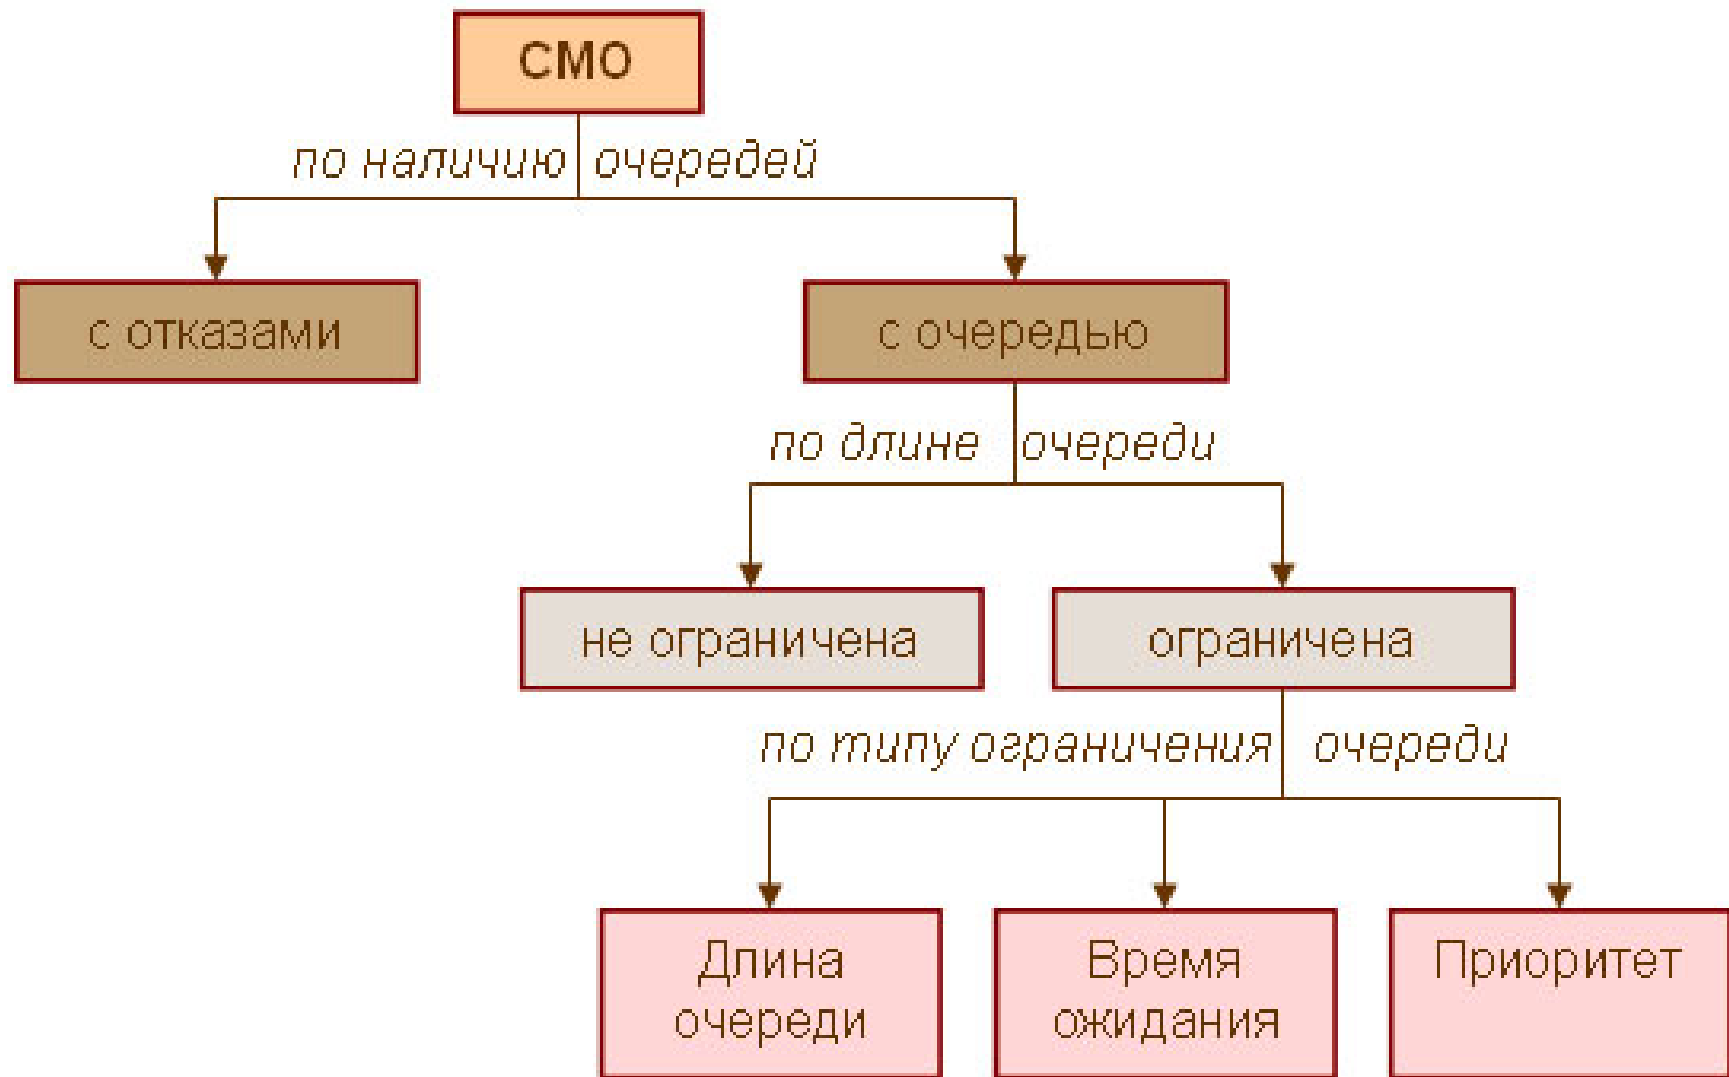 СМО
по наличию очередей
с отказами
с очередью
по длине очереди
не ограничена
ограничена
по типу ограничения очереди
Длина
очереди
Время
ожидания
Приоритет